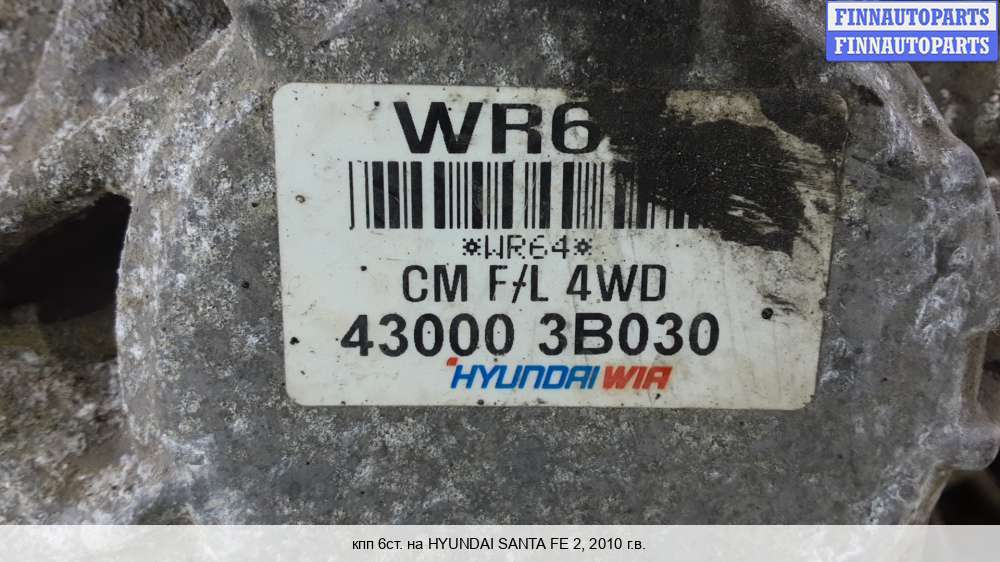 FINNAUTOPARTS
FINNAUTOPARTS
WR6
*WR64*
CM F/L 4WD
43000 3B030
HYUNDAI WIA
кпп 6ст. на HYUNDAI SANTA FE 2, 2010 г.в.